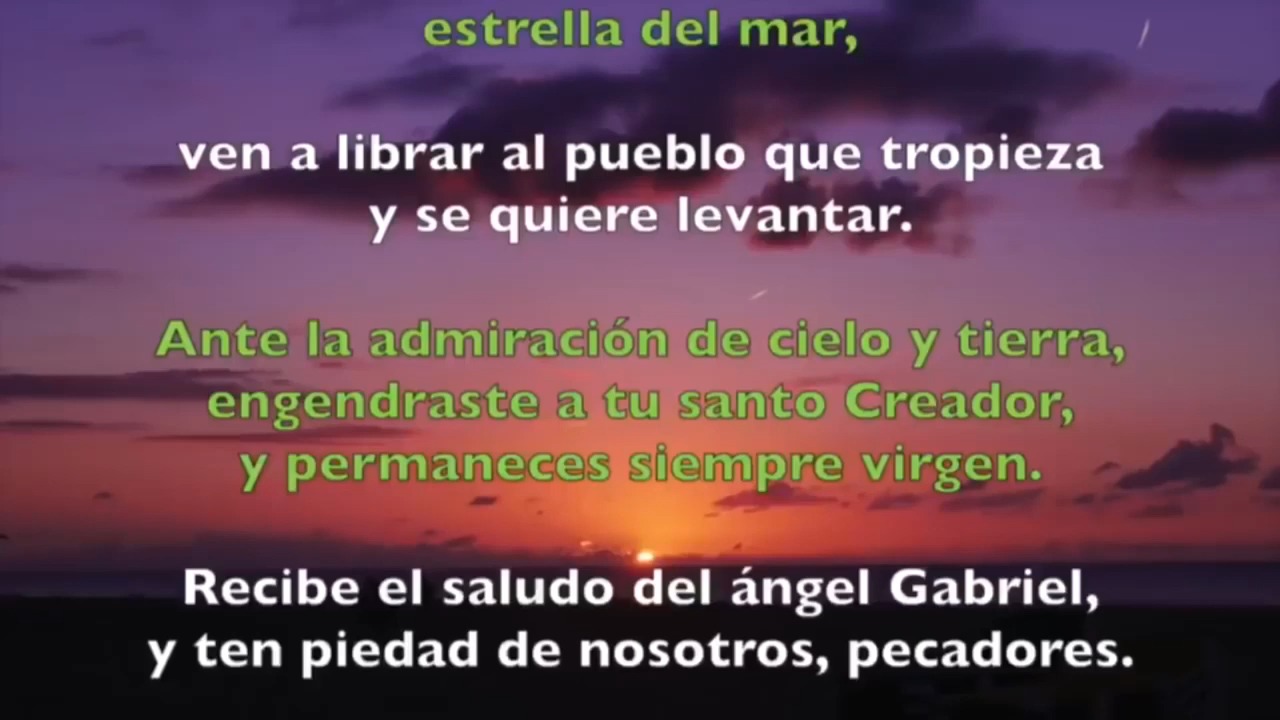 estrella del mar,
ven a librar al pueblo que tropieza
y se quiere levantar.
Ante la admiración de cielo y tierra,
engendraste a tu santo Creador,
y permaneces siempre virgen.
Recibe el saludo del ángel Gabriel,
y ten piedad de nosotros, pecadores.